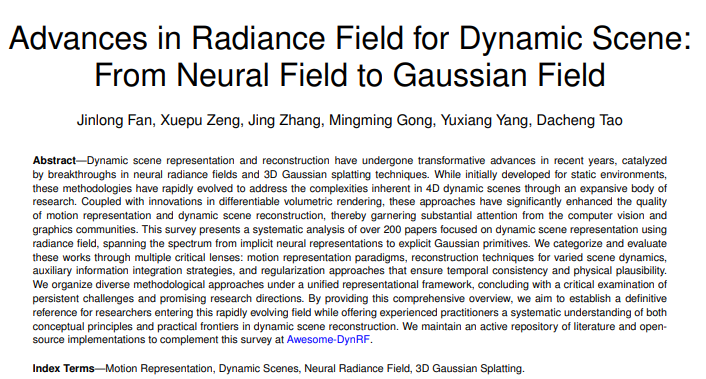 Advances in Radiance Field for Dynamic Scene:
From Neural Field to Gaussian Field
Jinlong Fan, Xuepu Zeng, Jing Zhang, Mingming Gong, Yuxiang Yang, Dacheng Tao
Abstract—Dynamic scene representation and reconstruction have undergone transformative advances in recent years, catalyzed
by breakthroughs in neural radiance fields and 3D Gaussian splatting techniques. While initially developed for static environments,
these methodologies have rapidly evolved to address the complexities inherent in 4D dynamic scenes through an expansive body of
research. Coupled with innovations in differentiable volumetric rendering, these approaches have significantly enhanced the quality
of motion representation and dynamic scene reconstruction, thereby garnering substantial attention from the computer vision and
graphics communities. This survey presents a systematic analysis of over 200 papers focused on dynamic scene representation using
radiance field, spanning the spectrum from implicit neural representations to explicit Gaussian primitives. We categorize and evaluate
these works through multiple critical lenses: motion representation paradigms, reconstruction techniques for varied scene dynamics,
auxiliary information integration strategies, and regularization approaches that ensure temporal consistency and physical plausibility.
We organize diverse methodological approaches under a unified representational framework, concluding with a critical examination of
persistent challenges and promising research directions. By providing this comprehensive overview, we aim to establish a definitive
reference for researchers entering this rapidly evolving field while offering experienced practitioners a systematic understanding of both
conceptual principles and practical frontiers in dynamic scene reconstruction. We maintain an active repository of literature and open-
source implementations to complement this survey at Awesome-DynRF.
Index Terms—Motion Representation, Dynamic Scenes, Neural Radiance Field, 3D Gaussian Splatting.